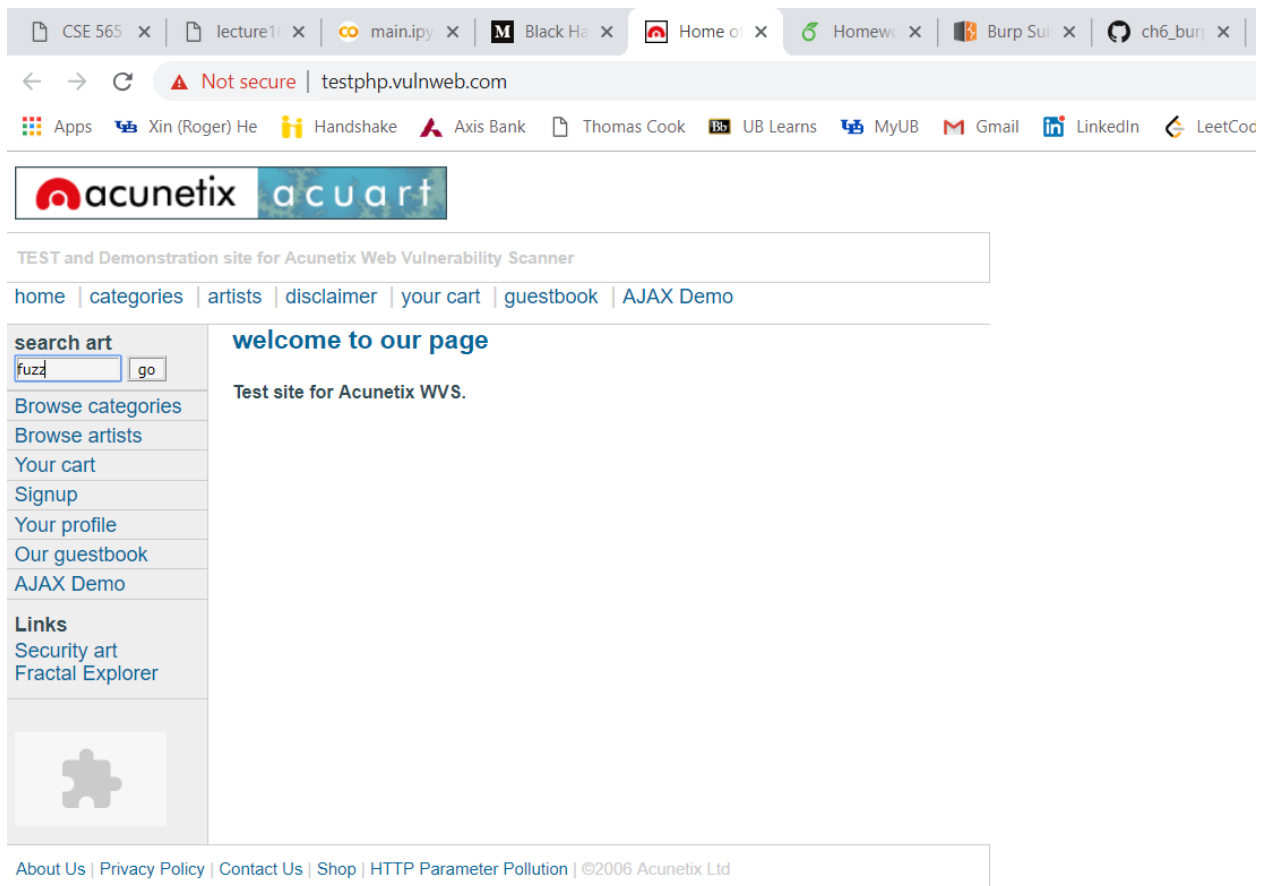 CSE 565 lecture1 main.ipy Black Ha Home of Homewo Burp Sui ch6_bur
Not secure | testphp.vulnweb.com
Apps Xin (Roger) He Handshake Axis Bank Thomas Cook Bb UB Learns MyUB Gmail LinkedIn LeetCod
acunetix acuart
TEST and Demonstration site for Acunetix Web Vulnerability Scanner
home | categories | artists | disclaimer | your cart | guestbook | AJAX Demo
search art
fuzz go
Browse categories
Browse artists
Your cart
Signup
Your profile
Our guestbook
AJAX Demo
Links
Security art
Fractal Explorer
welcome to our page
Test site for Acunetix WVS.
About Us | Privacy Policy | Contact Us | Shop | HTTP Parameter Pollution | ©2006 Acunetix Ltd